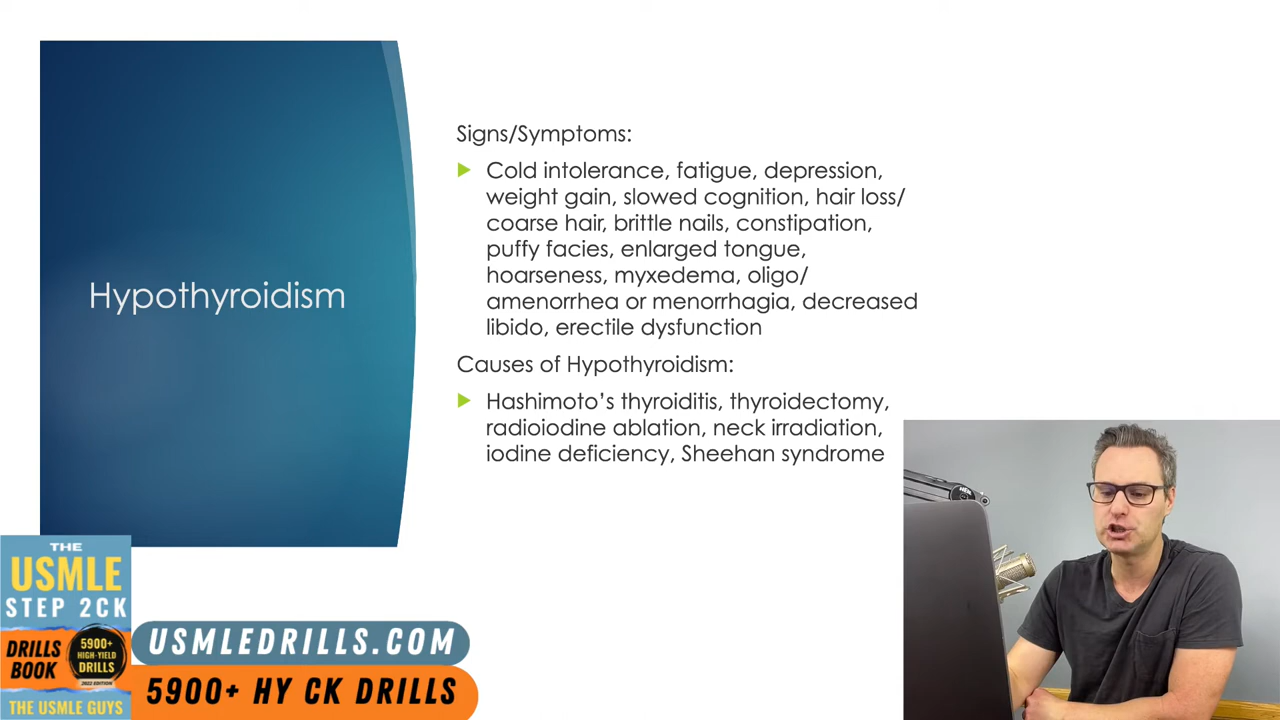 Hypothyroidism
Signs/Symptoms:
Cold intolerance, fatigue, depression,
weight gain, slowed cognition, hair loss/
coarse hair, brittle nails, constipation,
puffy facies, enlarged tongue,
hoarseness, myxedema, oligo/
amenorrhea or menorrhagia, decreased
libido, erectile dysfunction
Causes of Hypothyroidism:
Hashimoto’s thyroiditis, thyroidectomy,
radioiodine ablation, neck irradiation,
iodine deficiency, Sheehan syndrome
THE
USMLE
STEP 2CK
DRILLS
BOOK
5900+
HIGH-YIELD
DRILLS
2022 EDITION
THE USMLE GUYS
USMLEDRILLS.COM
5900+ HY CK DRILLS